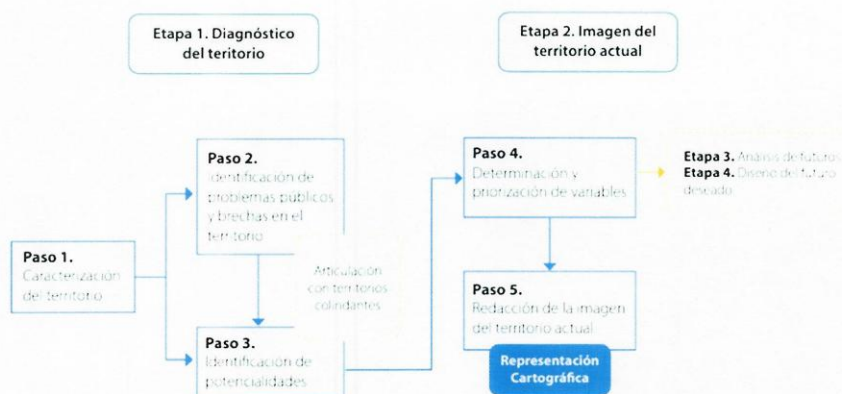 Etapa 1. Diagnóstico
del teritorio
Etapa 2. Imagen del
territorio actual
Paso 1.
Caracterización
del territorio
Paso 2.
Identificación de
problemas públicos
y brechas en el
territorio
Articulación
con territorios
colindantes
Paso 3.
Identificación de
potencialidades
Paso 4.
Determinación y
priorización de variables
Paso 5.
Redacción de la imagen
del territorio actual
Representación
Cartográfica
Etapa 3. Análisis de futuros
Etapa 4. Diseño del futuro
deseado